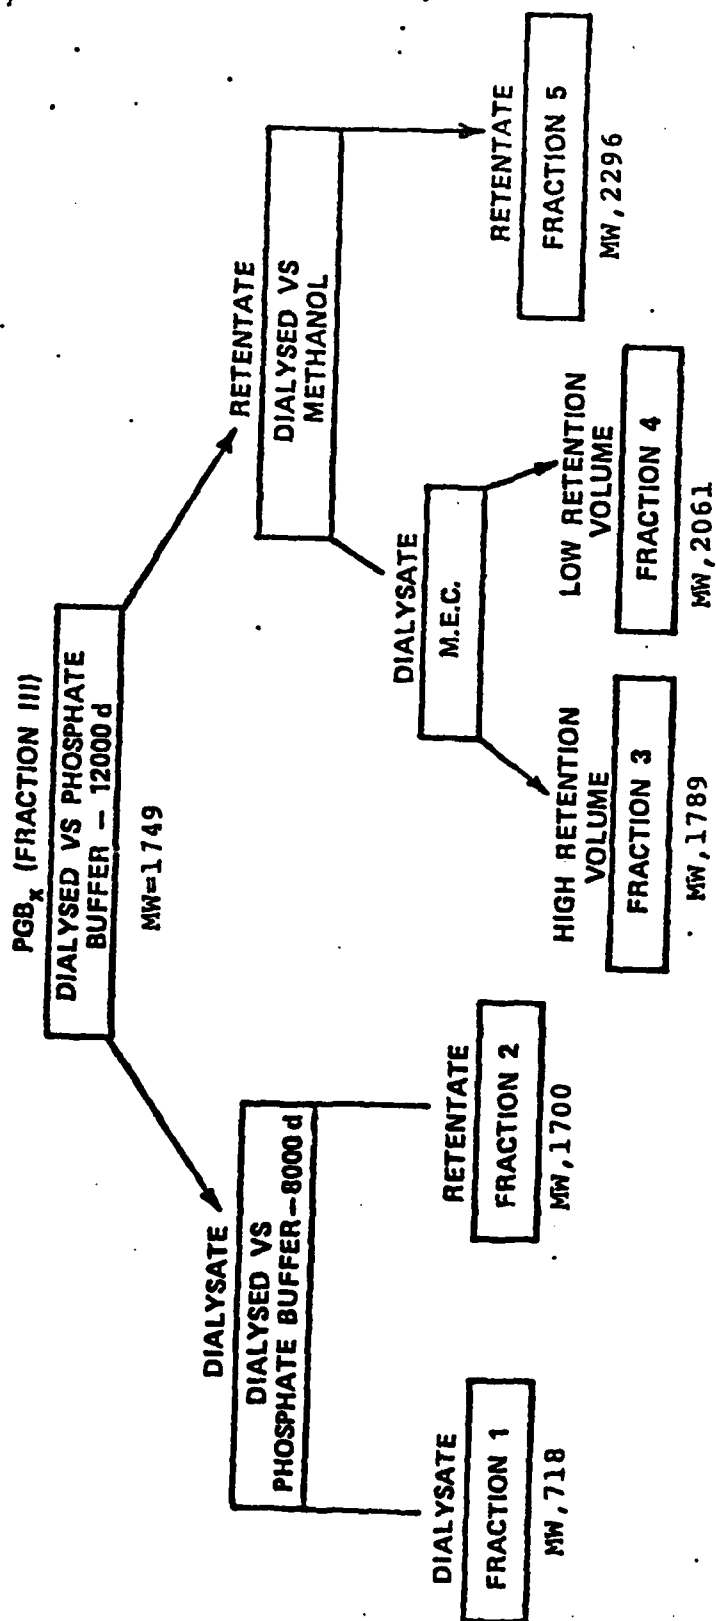 PGBx (FRACTION III)
DIALYSED VS PHOSPHATE
BUFFER – 12000 d
MW=1749
DIALYSATE
DIALYSED VS
PHOSPHATE BUFFER–8000 d
DIALYSATE
FRACTION 1
MW,718
RETENTATE
FRACTION 2
MW,1700
RETENTATE
DIALYSED VS
METHANOL
DIALYSATE
M.E.C.
HIGH RETENTION
VOLUME
FRACTION 3
MW,1789
LOW RETENTION
VOLUME
FRACTION 4
MW,2061
RETENTATE
FRACTION 5
MW,2296